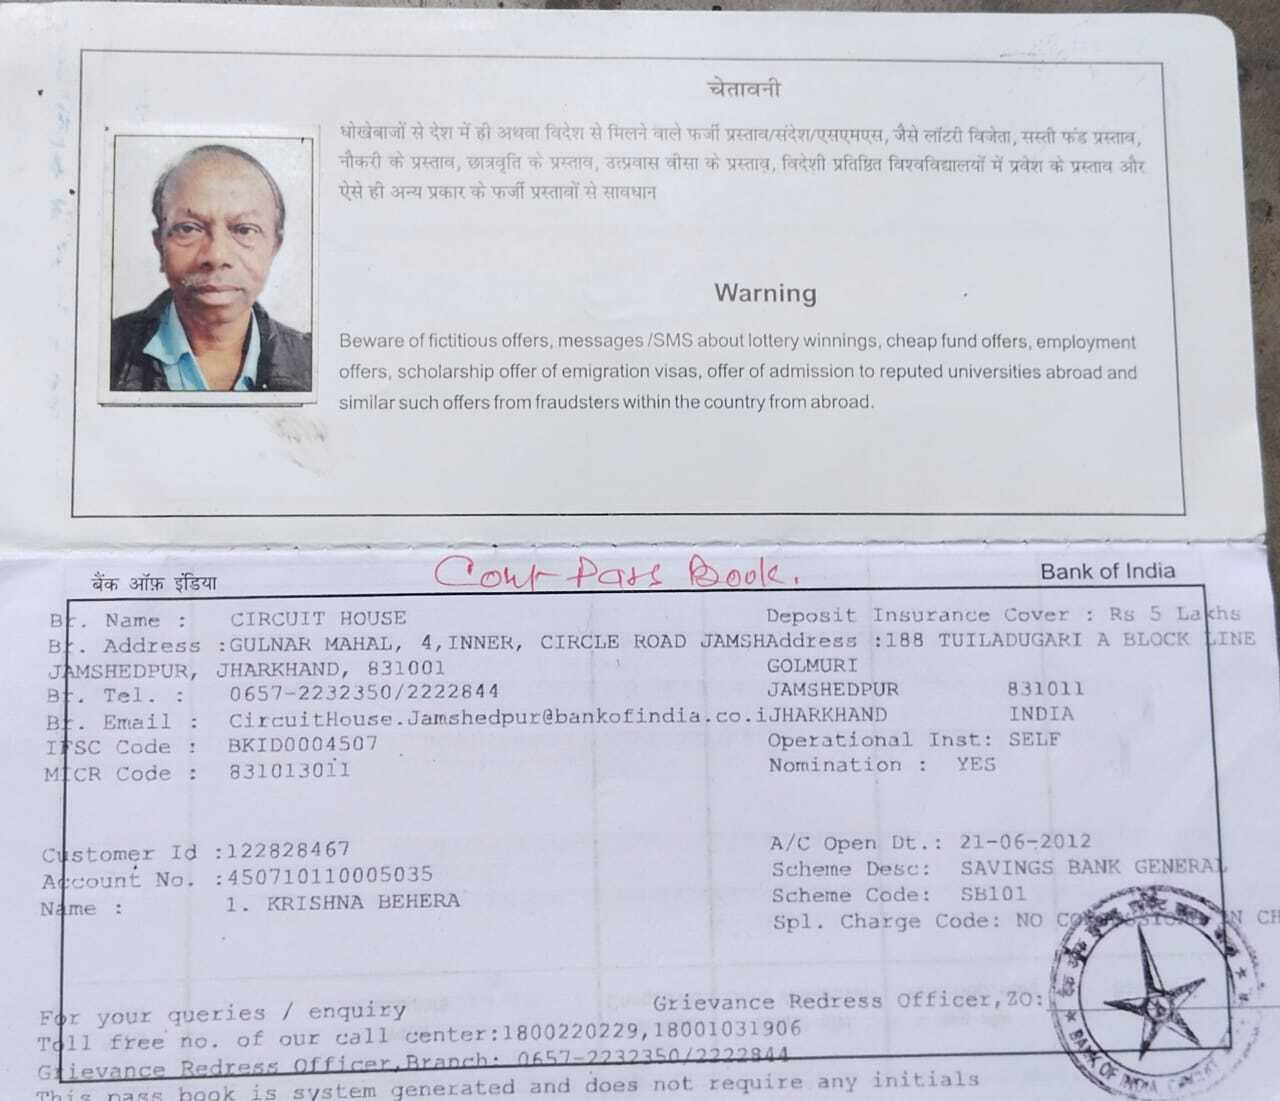 चेतावनी
धोखेबाजों से देश में ही अथवा विदेश से मिलने वाले फर्जी प्रस्ताव/संदेश/एसएमएस, जैसे लॉटरी विजेता, सस्ती फंड प्रस्ताव,
नौकरी के प्रस्ताव, छात्रवृति के प्रस्ताव, उत्प्रवास वीसा के प्रस्ताव, विदेशी प्रतिष्ठित विश्वविद्यालयों में प्रवेश के प्रस्ताव और
ऐसे ही अन्य प्रकार के फर्जी प्रस्तावों से सावधान
Warning
Beware of fictitious offers, messages /SMS about lottery winnings, cheap fund offers, employment
offers, scholarship offer of emigration visas, offer of admission to reputed universities abroad and
similar such offers from fraudsters within the country from abroad.
Pass Book.
बैंक ऑफ़ इंडिया Bank of India
Br. Name : CIRCUIT HOUSE Deposit Insurance Cover : Rs 5 Lakhs
Br. Address :GULNAR MAHAL, 4,INNER, CIRCLE ROAD JAMSHAddress :188 TUILADUGARI A BLOCK LINE
JAMSHEDPUR, JHARKHAND, 831001 GOLMURI
Br. Tel. : 0657-2232350/2222844 JAMSHEDPUR 831011
Br. Email : CircuitHouse.Jamshedpur@bankofindia.co.iJHARKHAND INDIA
IFSC Code : BKID0004507 Operational Inst: SELF
MICR Code : 831013011 Nomination : YES
Customer Id :122828467 A/C Open Dt.: 21-06-2012
Account No. :450710110005035 Scheme Desc: SAVINGS BANK GENERAL
Name : 1. KRISHNA BEHERA Scheme Code: SB101
Spl. Charge Code: NO IN CH
For your queries / enquiry Grievance Redress Officer,ZO:
Toll free no. of our call center:1800220229,18001031906
Grievance Redress Officer,Branch: 0657-2232350/2222844
This pass book is system generated and does not require any initials
BANK OF INDIA